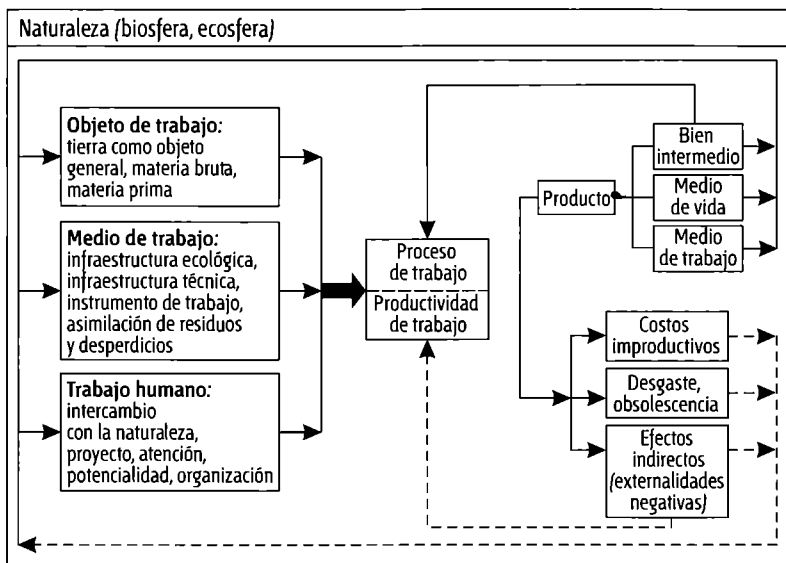 Naturaleza (biosfera, ecosfera)
Objeto de trabajo:
tierra como objeto
general, materia bruta,
materia prima
Medio de trabajo:
infraestructura ecológica,
infraestructura técnica,
instrumento de trabajo,
asimilación de residuos
y desperdicios
Trabajo humano:
intercambio
con la naturaleza,
proyecto, atención,
potencialidad, organización
Proceso
de trabajo
Productividad
de trabajo
Producto
Bien
intermedio
Medio
de vida
Medio
de trabajo
Costos
improductivos
Desgaste,
obsolescencia
Efectos
indirectos
(externalidades
negativas)